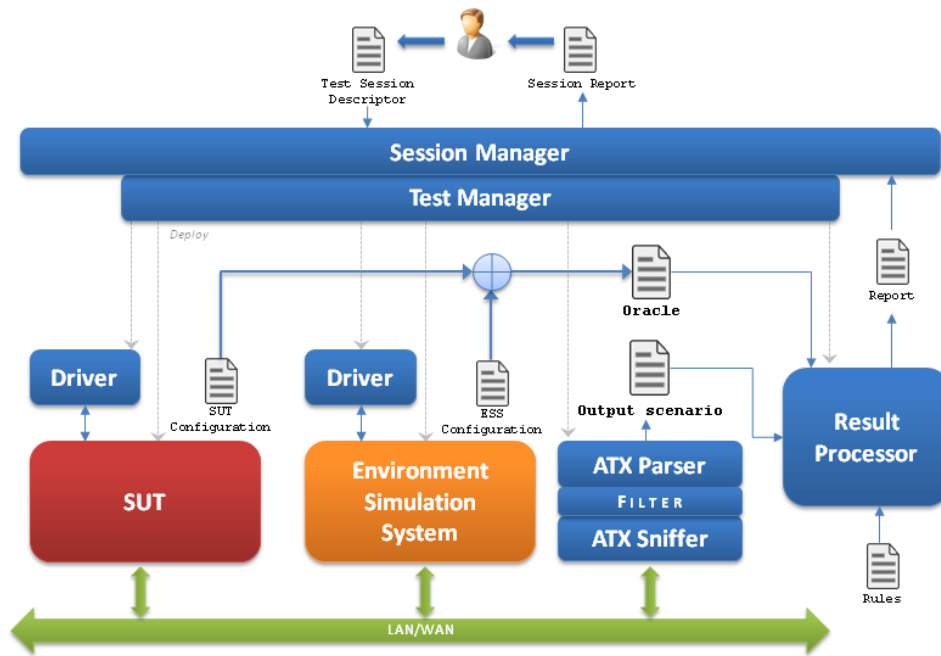 Test Session
Descriptor
Session Report
Session Manager
Test Manager
Deploy
Oracle
Report
Driver
SUT
Configuration
Driver
ESS
Configuration
Output scenario
Result
Processor
SUT
Environment
Simulation
System
ATX Parser
FILTER
ATX Sniffer
Rules
LAN/WAN